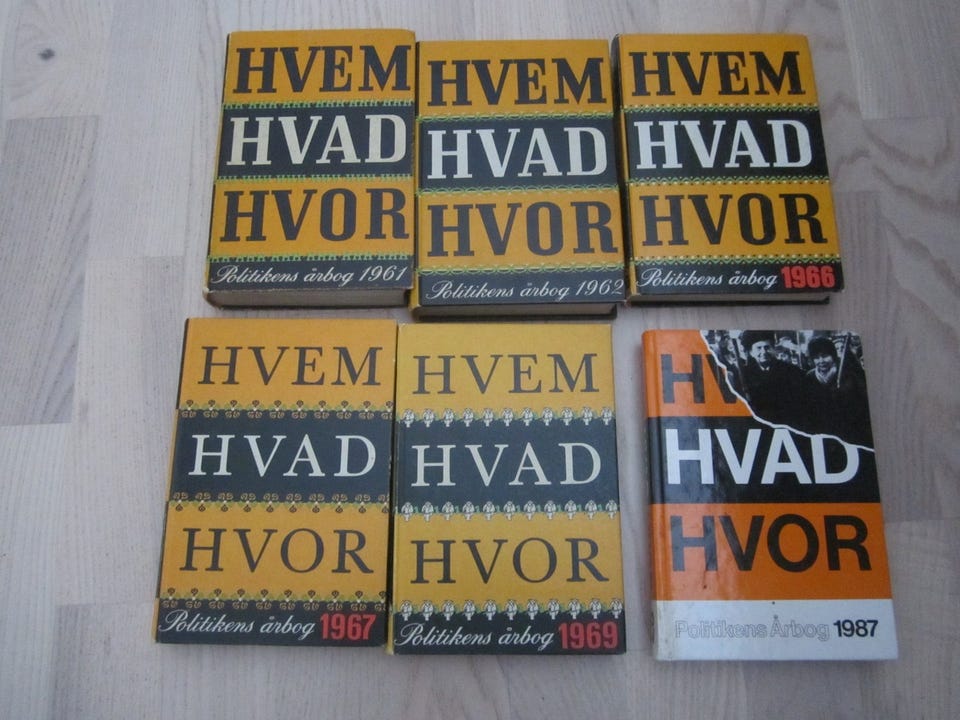 HVEM
HVAD
HVOR
Politikens årbog 1961
HVEM
HVAD
HVOR
Politikens årbog 1962
HVEM
HVAD
HVOR
Politikens årbog 1966
HVEM
HVAD
HVOR
Politikens årbog 1967
HVEM
HVAD
HVOR
Politikens årbog 1969
HV
HVAD
HVOR
Politikens Årbog 1987